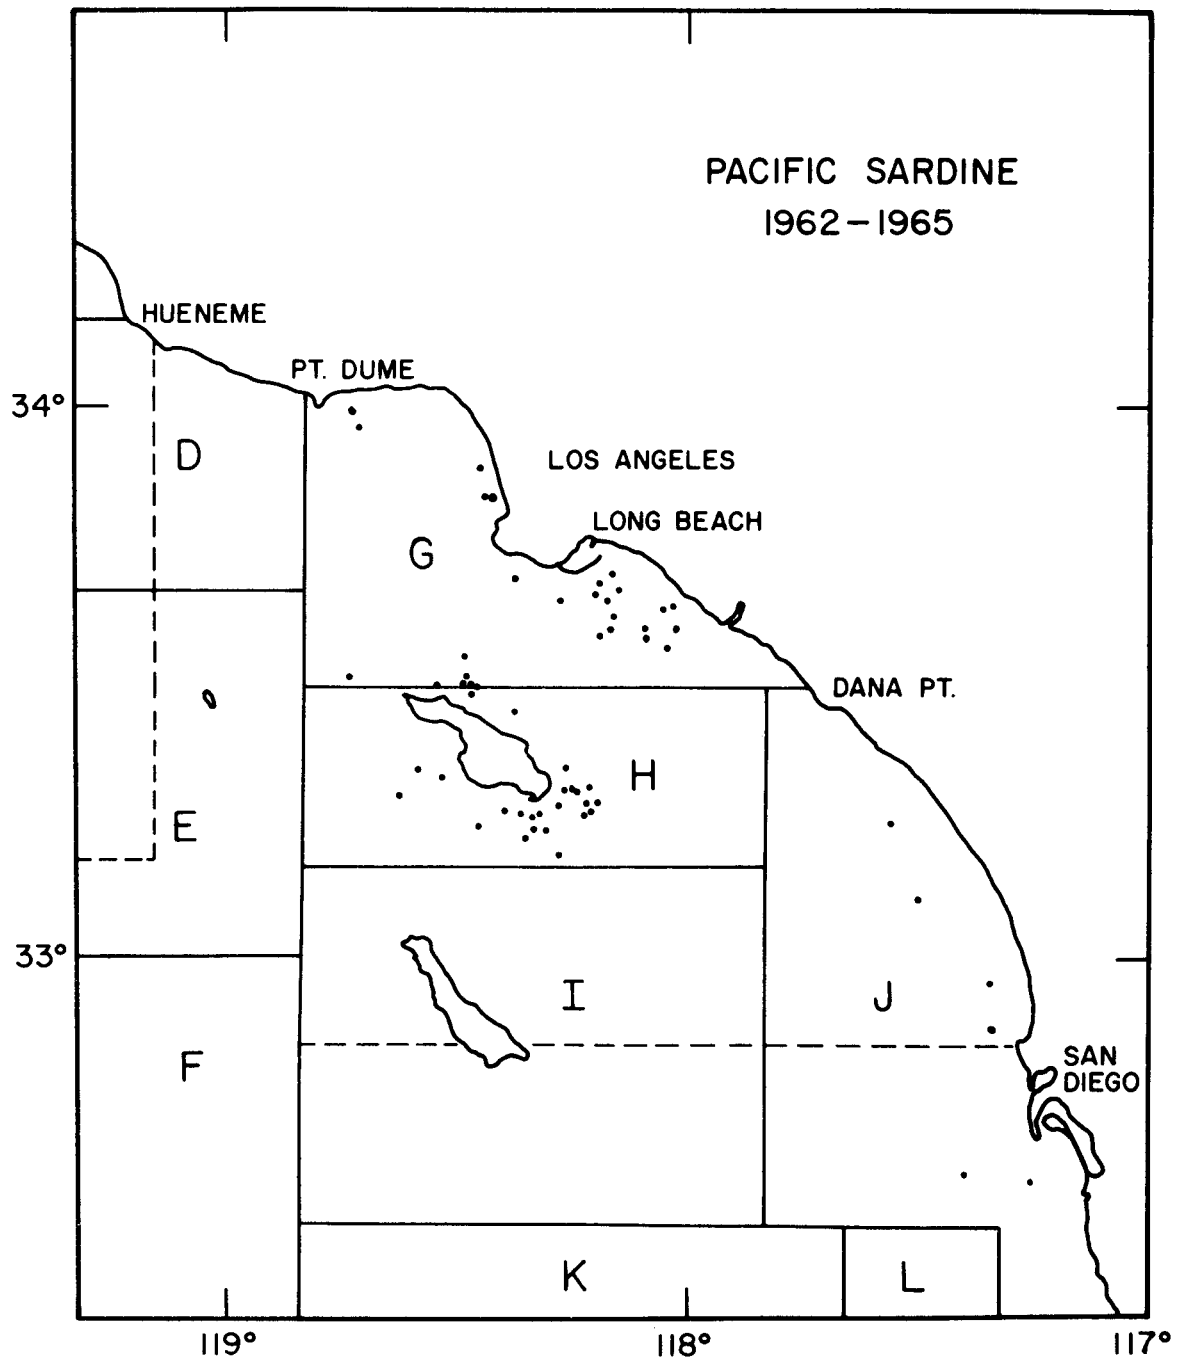 PACIFIC SARDINE
1962–1965
HUENEME
PT. DUME
34°
D
LOS ANGELES
LONG BEACH
G
DANA PT.
H
E
33°
I
J
F
SAN
DIEGO
K
L
119°
118°
117°